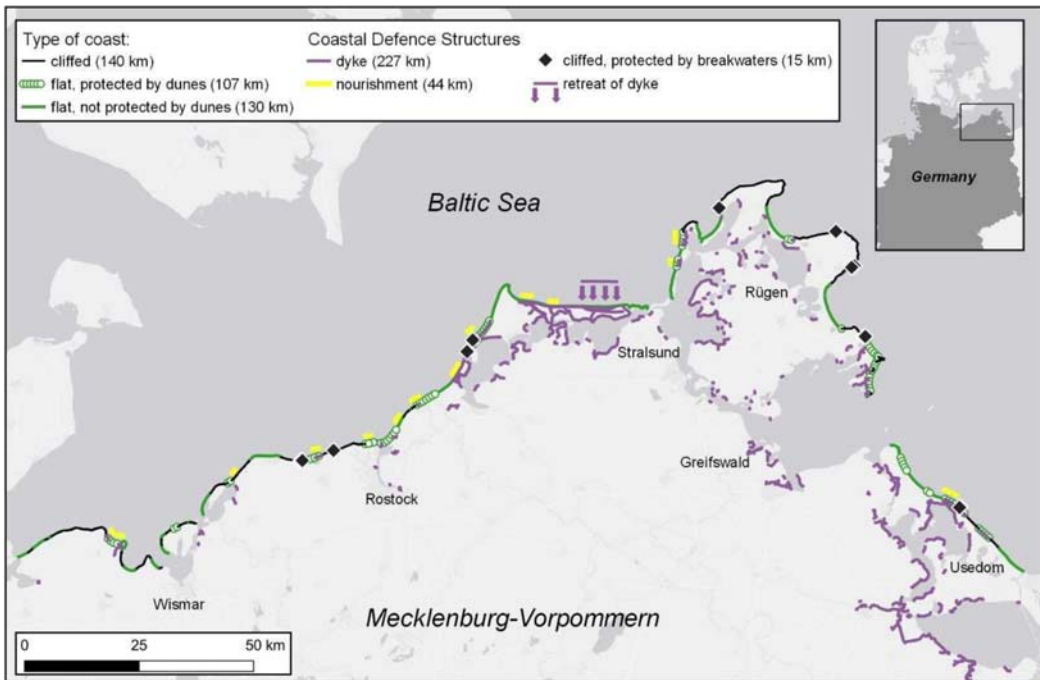 Type of coast:
cliffed (140 km)
flat, protected by dunes (107 km)
flat, not protected by dunes (130 km)
Coastal Defence Structures
dyke (227 km)
nourishment (44 km)
cliffed, protected by breakwaters (15 km)
retreat of dyke
Germany
Baltic Sea
Rügen
Stralsund
Greifswald
Rostock
Usedom
Wismar
Mecklenburg-Vorpommern
0 25 50 km